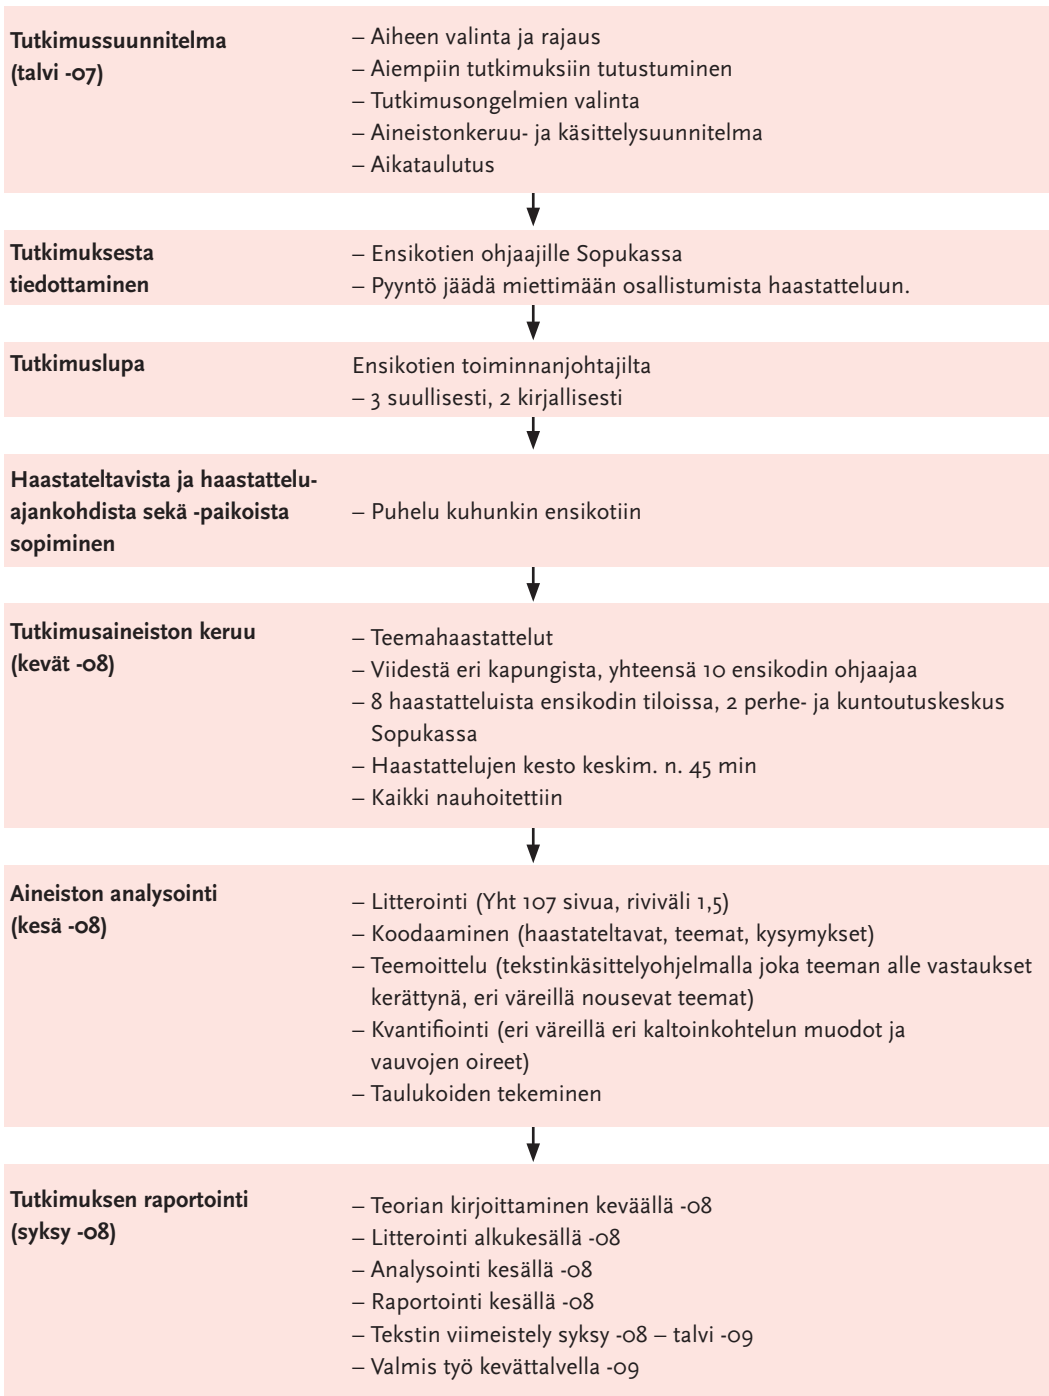 Tutkimussuunnitelma
(talvi -07)
– Aiheen valinta ja rajaus
– Aiempiin tutkimuksiin tutustuminen
– Tutkimusongelmien valinta
– Aineistonkeruu- ja käsittelysuunnitelma
– Aikataulutus
Tutkimuksesta
tiedottaminen
– Ensikotien ohjaajille Sopukassa
– Pyyntö jäädä miettimään osallistumista haastatteluun.
Tutkimuslupa
Ensikotien toiminnanjohtajilta
– 3 suullisesti, 2 kirjallisesti
Haastateltavista ja haastattelu-
ajankohdista sekä -paikoista
sopiminen
– Puhelu kuhunkin ensikotiin
Tutkimusaineiston keruu
(kevät -08)
– Teemahaastattelut
– Viidestä eri kapungista, yhteensä 10 ensikodin ohjaajaa
– 8 haastatteluista ensikodin tiloissa, 2 perhe- ja kuntoutuskeskus
Sopukassa
– Haastattelujen kesto keskim. n. 45 min
– Kaikki nauhoitettiin
Aineiston analysointi
(kesä -08)
– Litterointi (Yht 107 sivua, riviväli 1,5)
– Koodaaminen (haastateltavat, teemat, kysymykset)
– Teemoittelu (tekstinkäsittelyohjelmalla joka teeman alle vastaukset
kerättynä, eri väreillä nousevat teemat)
– Kvantifiointi (eri väreillä eri kaltoinkohtelun muodot ja
vauvojen oireet)
– Taulukoiden tekeminen
Tutkimuksen raportointi
(syksy -08)
– Teorian kirjoittaminen keväällä -08
– Litterointi alkukesällä -08
– Analysointi kesällä -08
– Raportointi kesällä -08
– Tekstin viimeistely syksy -08 – talvi -09
– Valmis työ kevättalvella -09